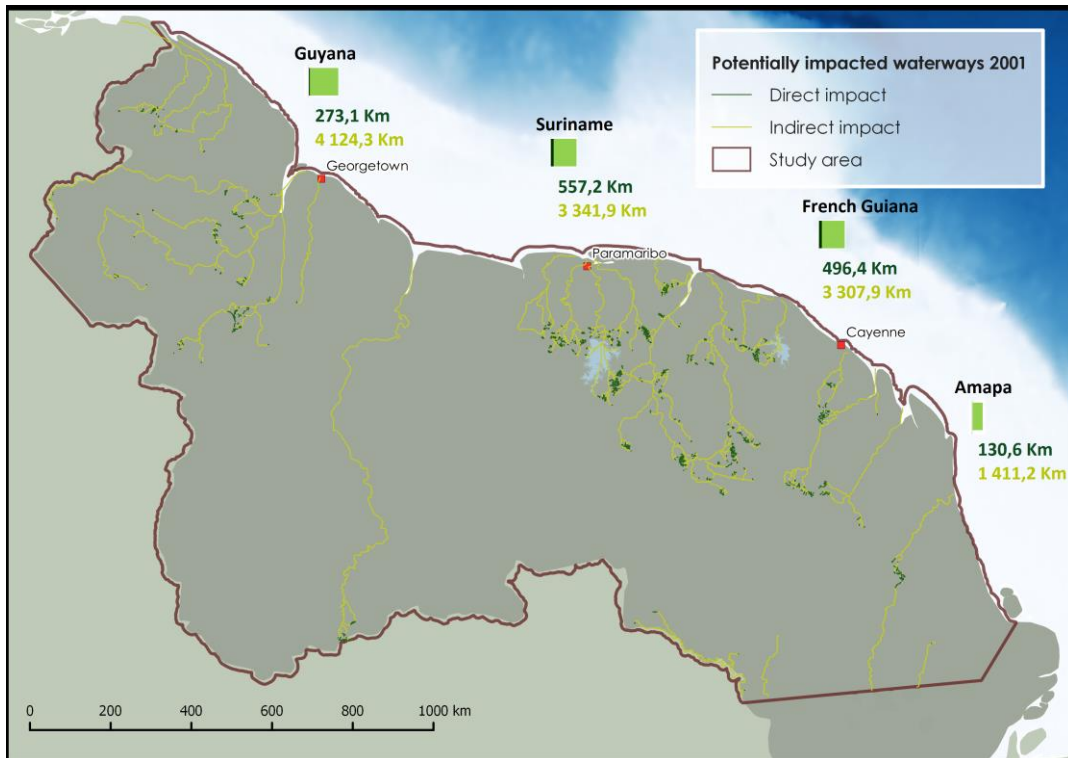 Guyana
273,1 Km
4 124,3 Km
Georgetown
Suriname
557,2 Km
3 341,9 Km
Paramaribo
French Guiana
496,4 Km
3 307,9 Km
Cayenne
Amapa
130,6 Km
1 411,2 Km
Potentially impacted waterways 2001
Direct impact
Indirect impact
Study area
0 200 400 600 800 1000 km